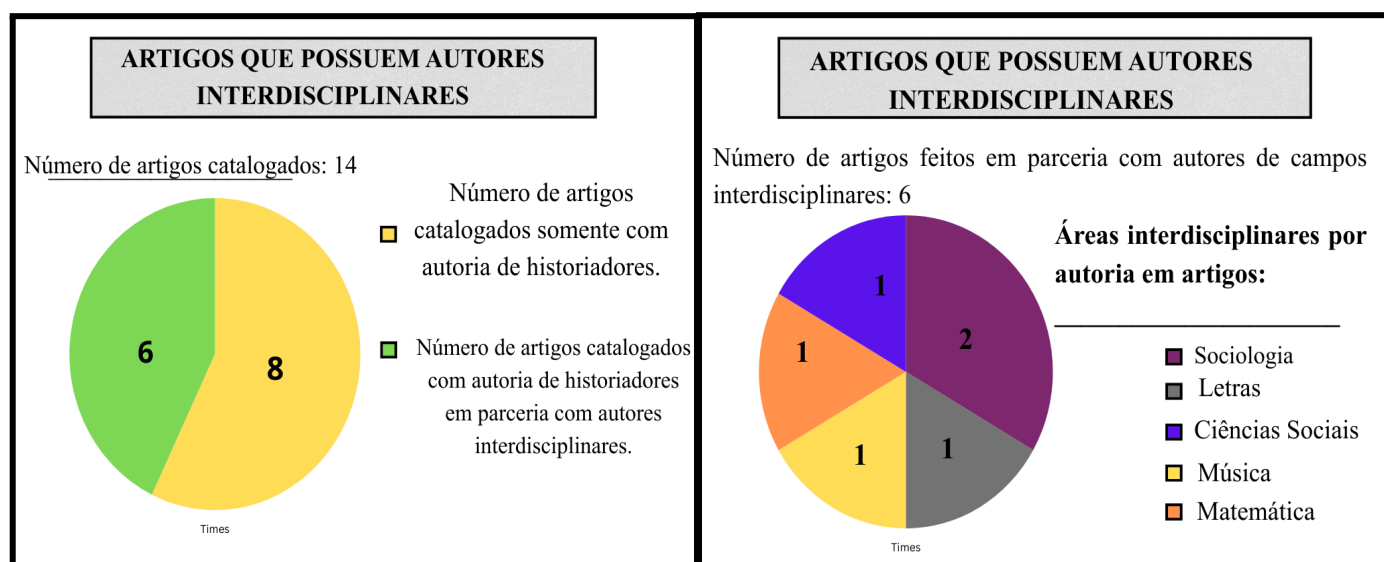 ARTIGOS QUE POSSUEM AUTORES
INTERDISCIPLINARES
Número de artigos catalogados: 14
Número de artigos
catalogados somente com
autoria de historiadores.
6
8
Número de artigos catalogados
com autoria de historiadores
em parceria com autores
interdisciplinares.
Times
ARTIGOS QUE POSSUEM AUTORES
INTERDISCIPLINARES
Número de artigos feitos em parceria com autores de campos
interdisciplinares: 6
Áreas interdisciplinares por
autoria em artigos:
1
2
1
1
1
Sociologia
Letras
Ciências Sociais
Música
Matemática
Times